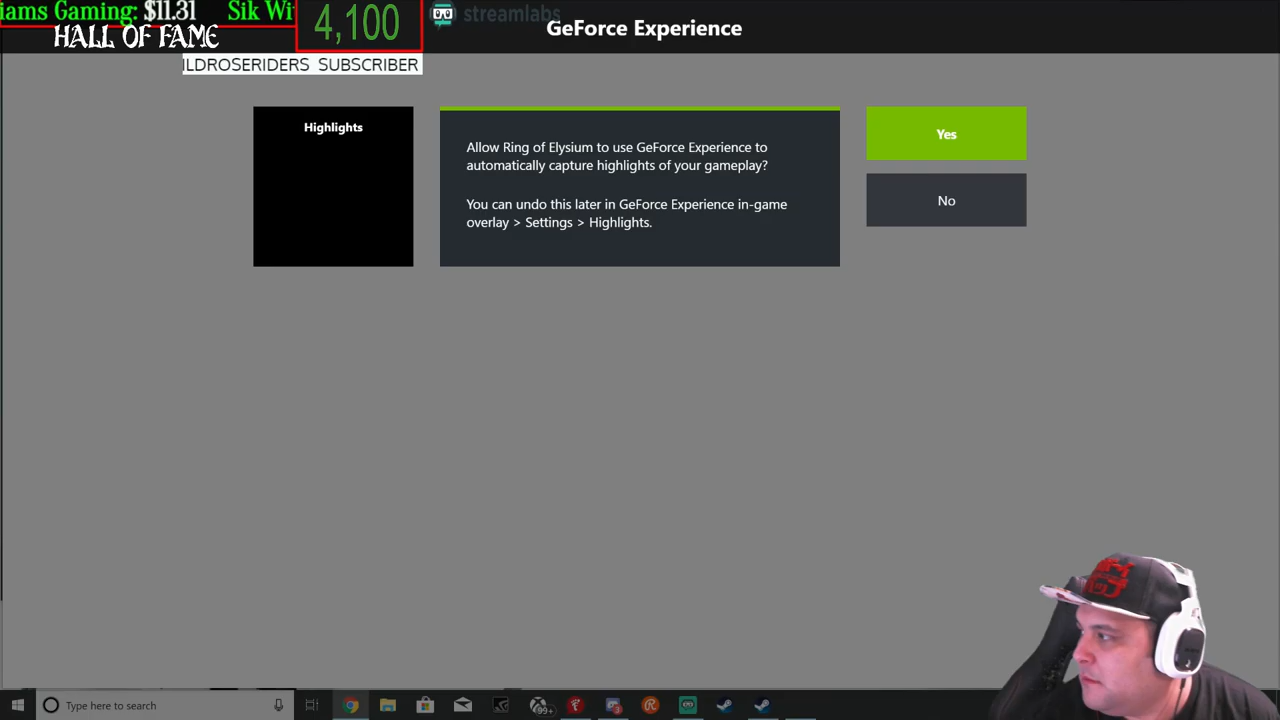 iams Gaming: $11.31 Sik Wi
4,100
streamlabs
GeForce Experience
HALL OF FAME
ILDROSERIDERS SUBSCRIBER
Highlights
Allow Ring of Elysium to use GeForce Experience to
automatically capture highlights of your gameplay?
You can undo this later in GeForce Experience in-game
overlay > Settings > Highlights.
Yes
No
Type here to search
99+